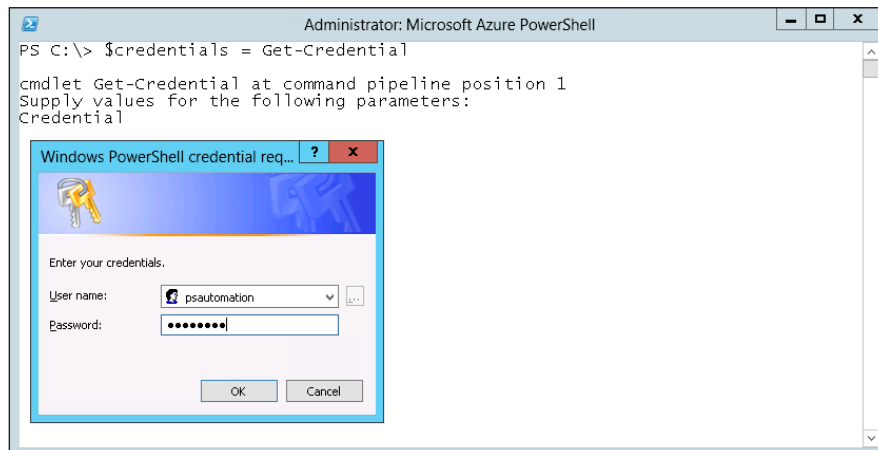 Administrator: Microsoft Azure PowerShell
PS C:\> $credentials = Get-Credential
cmdlet Get-Credential at command pipeline position 1
Supply values for the following parameters:
Credential
Windows PowerShell credential req...
?
x
Enter your credentials.
User name:
psautomation
...
Password:
••••••••
OK
Cancel